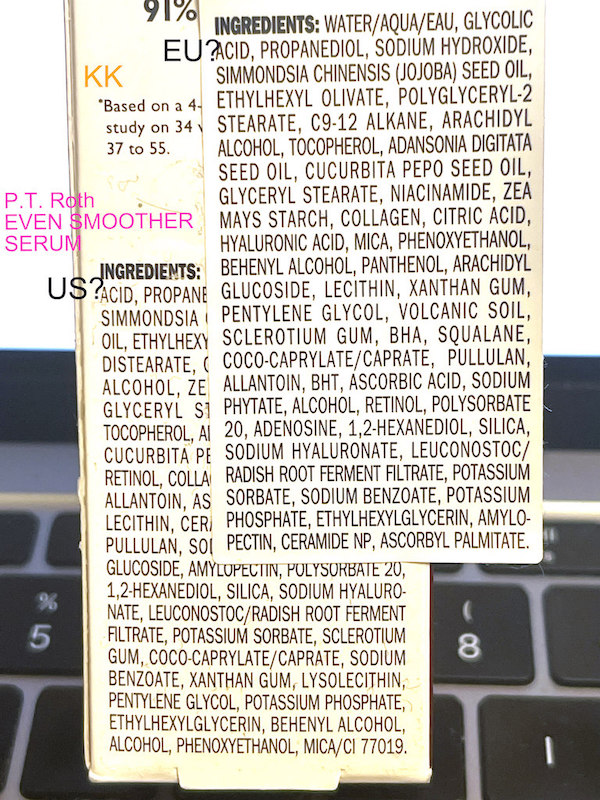 91%
EU?
KK
*Based on a 4-
study on 34
37 to 55.
P.T. Roth
EVEN SMOOTHER
SERUM
US?
INGREDIENTS: WATER/AQUA/EAU, GLYCOLIC
ACID, PROPANEDIOL, SODIUM HYDROXIDE,
SIMMONDSIA CHINENSIS (JOJOBA) SEED OIL,
ETHYLHEXYL OLIVATE, POLYGLYCERYL-2
STEARATE, C9-12 ALKANE, ARACHIDYL
ALCOHOL, TOCOPHEROL, ADANSONIA DIGITATA
SEED OIL, CUCURBITA PEPO SEED OIL,
GLYCERYL STEARATE, NIACINAMIDE, ZEA
MAYS STARCH, COLLAGEN, CITRIC ACID,
HYALURONIC ACID, MICA, PHENOXYETHANOL,
BEHENYL ALCOHOL, PANTHENOL, ARACHIDYL
GLUCOSIDE, LECITHIN, XANTHAN GUM,
PENTYLENE GLYCOL, VOLCANIC SOIL,
SCLEROTIUM GUM, BHA, SQUALANE,
COCO-CAPRYLATE/CAPRATE, PULLULAN,
ALLANTOIN, BHT, ASCORBIC ACID, SODIUM
PHYTATE, ALCOHOL, RETINOL, POLYSORBATE
20, ADENOSINE, 1,2-HEXANEDIOL, SILICA,
SODIUM HYALURONATE, LEUCONOSTOC/
RADISH ROOT FERMENT FILTRATE, POTASSIUM
SORBATE, SODIUM BENZOATE, POTASSIUM
PHOSPHATE, ETHYLHEXYLGLYCERIN, AMYLO-
PECTIN, CERAMIDE NP, ASCORBYL PALMITATE.
INGREDIENTS:
ACID, PROPANE
SIMMONDSIA
OIL, ETHYLHEXY
DISTEARATE,
ALCOHOL, ZE
GLYCERYL ST
TOCOPHEROL,
CUCURBITA PE
RETINOL, COLLA
ALLANTOIN, AS
LECITHIN, CER
PULLULAN, SO
GLUCOSIDE, AMYLOPECTIN, POLYSORBATE 20,
1,2-HEXANEDIOL, SILICA, SODIUM HYALURO-
NATE, LEUCONOSTOC/RADISH ROOT FERMENT
FILTRATE, POTASSIUM SORBATE, SCLEROTIUM
GUM, COCO-CAPRYLATE/CAPRATE, SODIUM
BENZOATE, XANTHAN GUM, LYSOLECITHIN,
PENTYLENE GLYCOL, POTASSIUM PHOSPHATE,
ETHYLHEXYLGLYCERIN, BEHENYL ALCOHOL,
ALCOHOL, PHENOXYETHANOL, MICA/CI 77019.
%
5
(
8